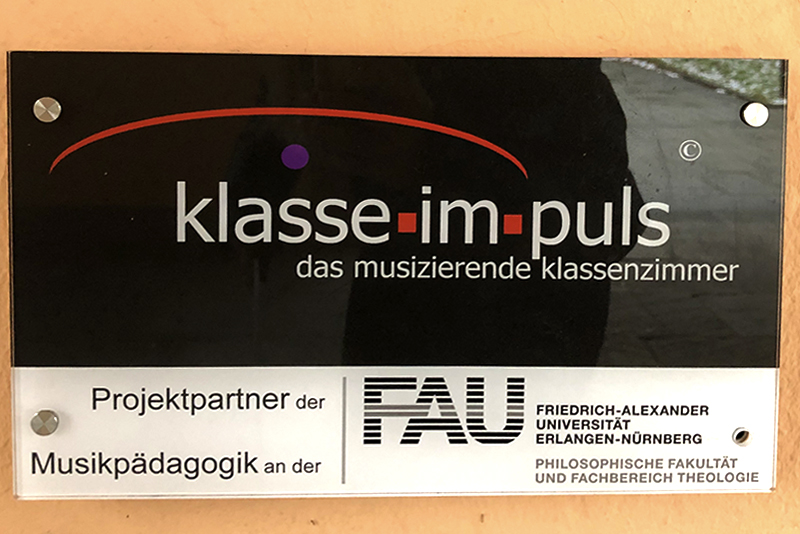 ©
klasse·im·puls
das musizierende klassenzimmer
Projektpartner der
Musikpädagogik an der
FAU
FRIEDRICH-ALEXANDER
UNIVERSITÄT
ERLANGEN-NÜRNBERG
PHILOSOPHISCHE FAKULTÄT
UND FACHBEREICH THEOLOGIE